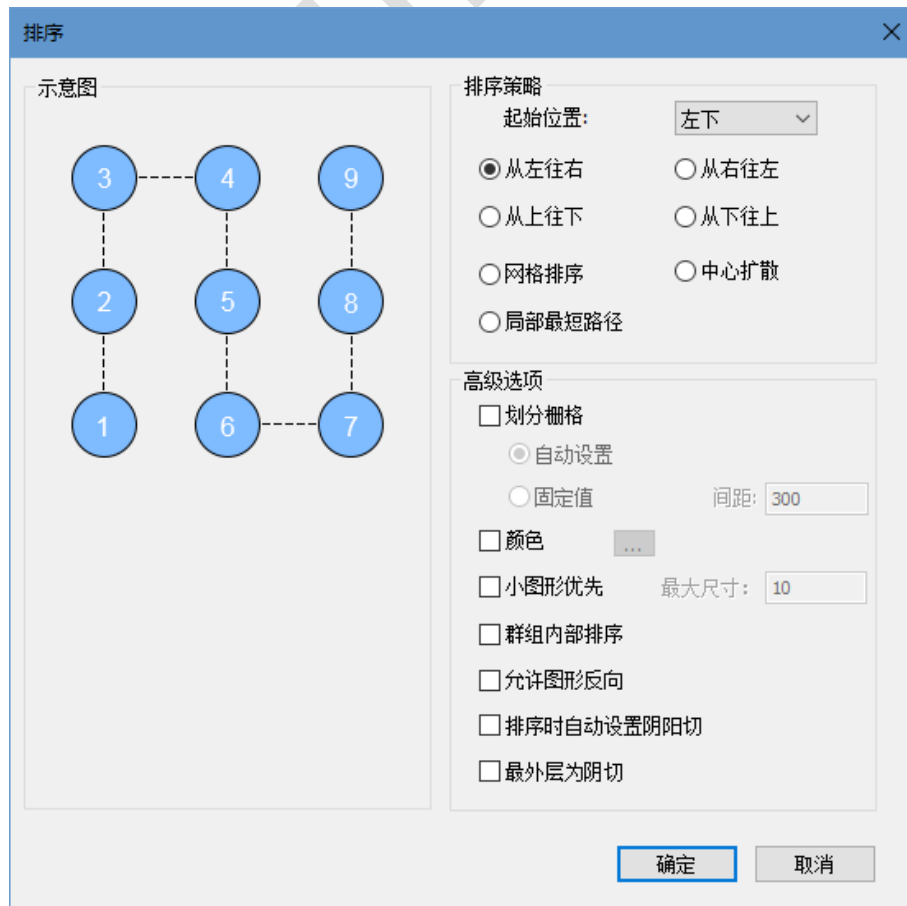 排序
示意图
3 4 9
2 5 8
1 6 7
排序策略
起始位置: 左下
从左往右 从右往左
从上往下 从下往上
网格排序 中心扩散
局部最短路径
高级选项
划分栅格
自动设置
固定值 间距: 300
颜色 ...
小图形优先 最大尺寸: 10
群组内部排序
允许图形反向
排序时自动设置阴阳切
最外层为阴切
确定 取消